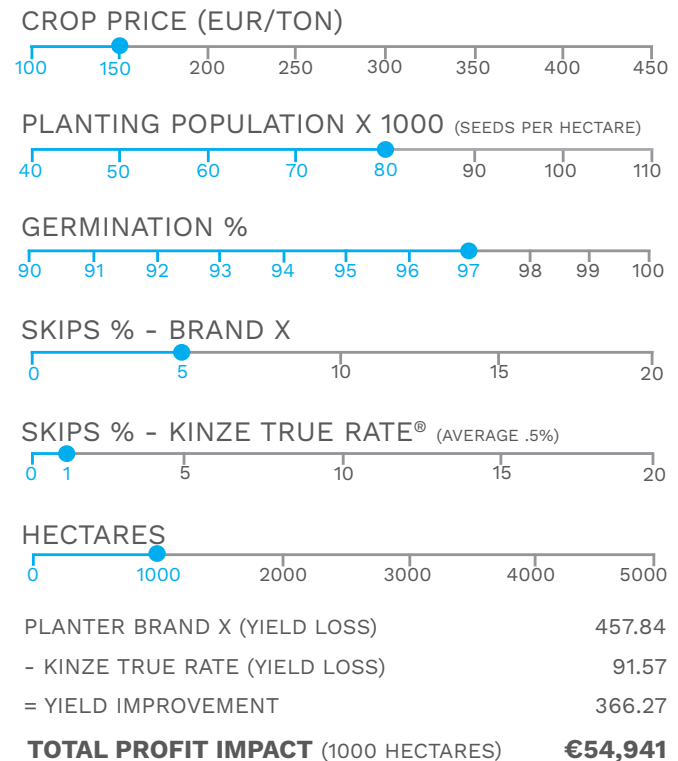 CROP PRICE (EUR/TON)
100 150 200 250 300 350 400 450
PLANTING POPULATION X 1000 (SEEDS PER HECTARE)
40 50 60 70 80 90 100 110
GERMINATION %
90 91 92 93 94 95 96 97 98 99 100
SKIPS % - BRAND X
0 5 10 15 20
SKIPS % - KINZE TRUE RATE® (AVERAGE .5%)
0 1 5 10 15 20
HECTARES
0 1000 2000 3000 4000 5000
PLANTER BRAND X (YIELD LOSS) 457.84
- KINZE TRUE RATE (YIELD LOSS) 91.57
= YIELD IMPROVEMENT 366.27
TOTAL PROFIT IMPACT (1000 HECTARES) €54,941